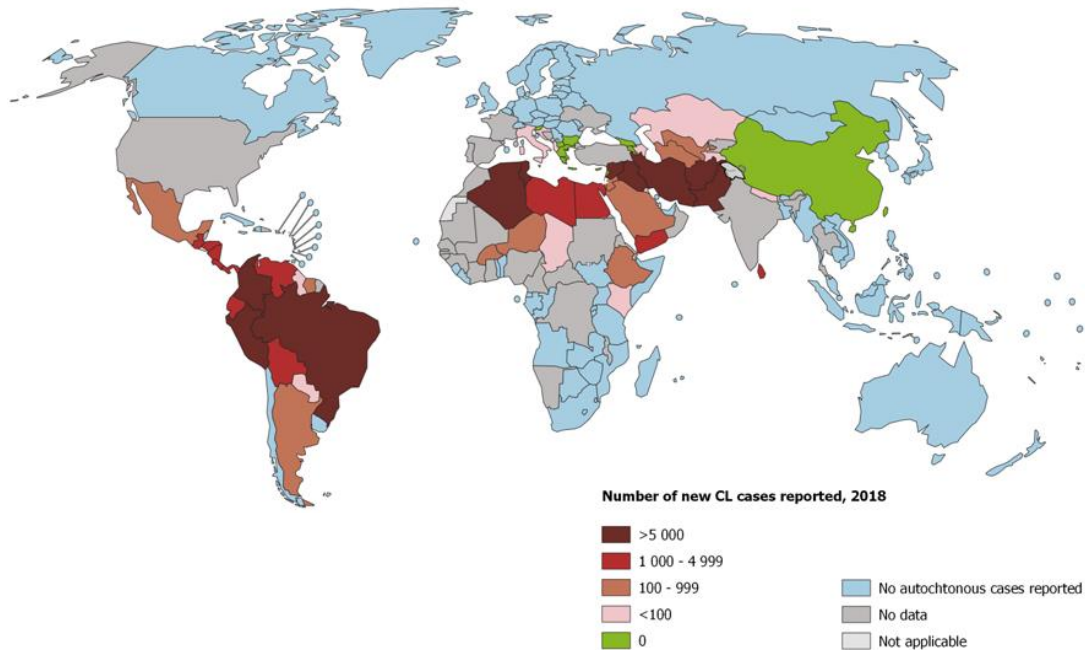 Number of new CL cases reported, 2018
>5 000
1 000 - 4 999
100 - 999
<100
0
No autochtonous cases reported
No data
Not applicable